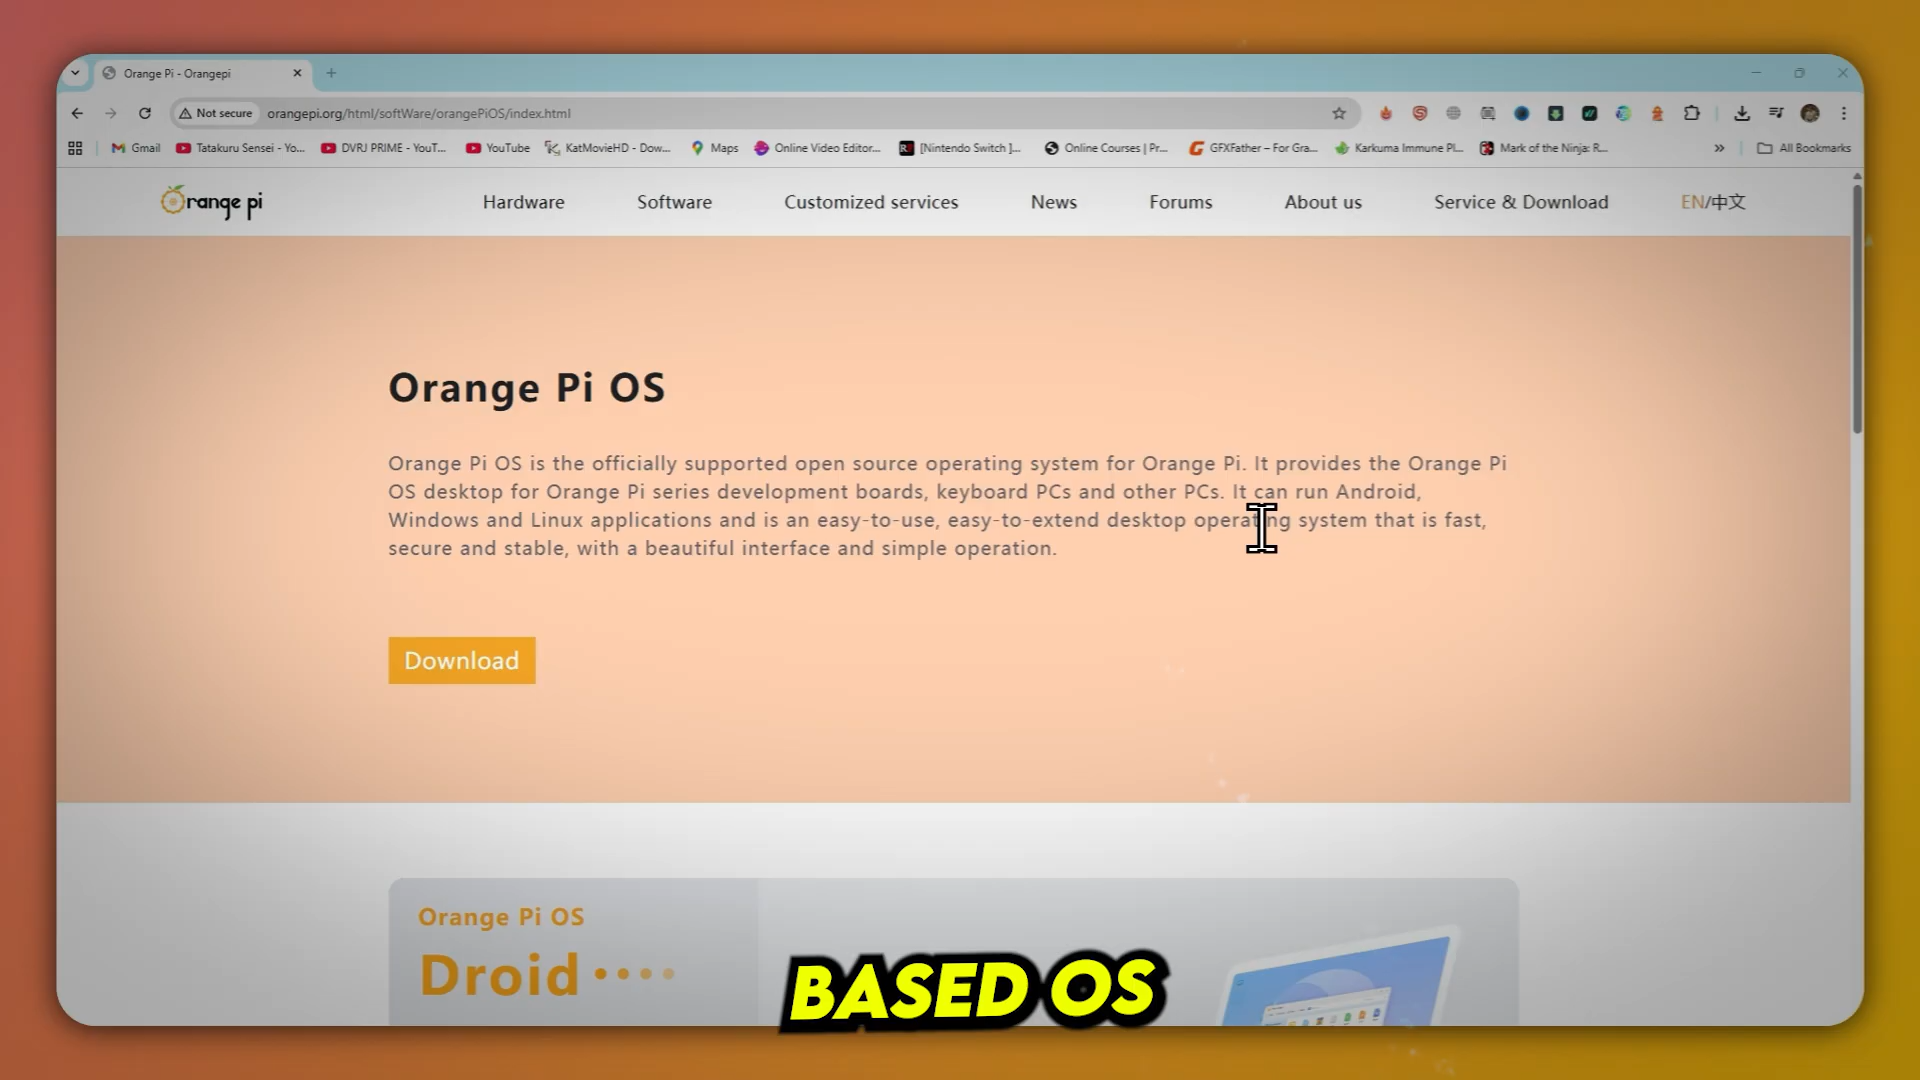 Orange Pi - Orangepi
Not secure orangepi.org/html/softWare/orangePiOS/index.html
Gmail Tatakuru Sensei - Yo... DVRJ PRIME - YouT... YouTube KatMovieHD - Dow... Maps Online Video Editor... [Nintendo Switch ]... Online Courses | Pr... GFXFather – For Gra... Karkuma Immune Pl... Mark of the Ninja: R... All Bookmarks
Orange pi Hardware Software Customized services News Forums About us Service & Download EN/中文
Orange Pi OS
Orange Pi OS is the officially supported open source operating system for Orange Pi. It provides the Orange Pi
OS desktop for Orange Pi series development boards, keyboard PCs and other PCs. It can run Android,
Windows and Linux applications and is an easy-to-use, easy-to-extend desktop operating system that is fast,
secure and stable, with a beautiful interface and simple operation.
Download
Orange Pi OS
Droid
BASED OS